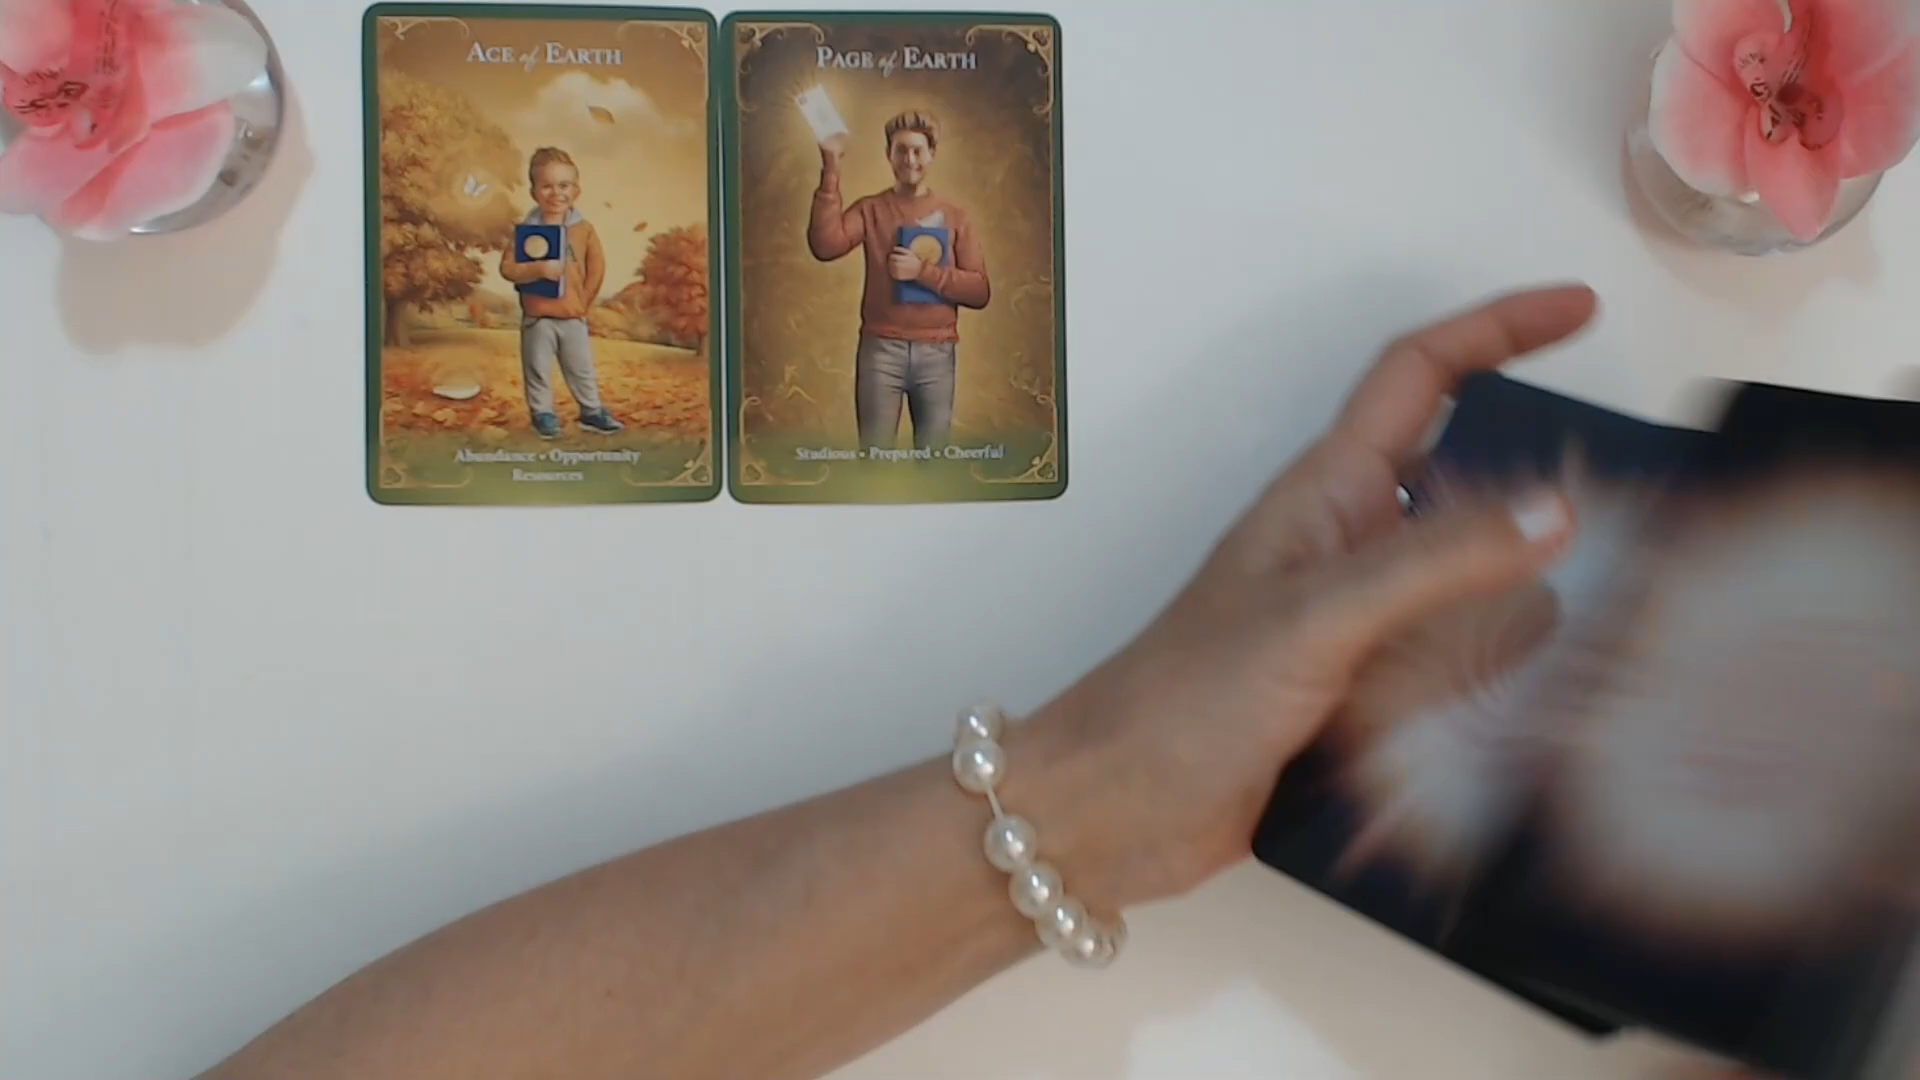 ACE of EARTH
Abundance • Opportunity
Resources
PAGE of EARTH
Studious • Prepared • Cheerful